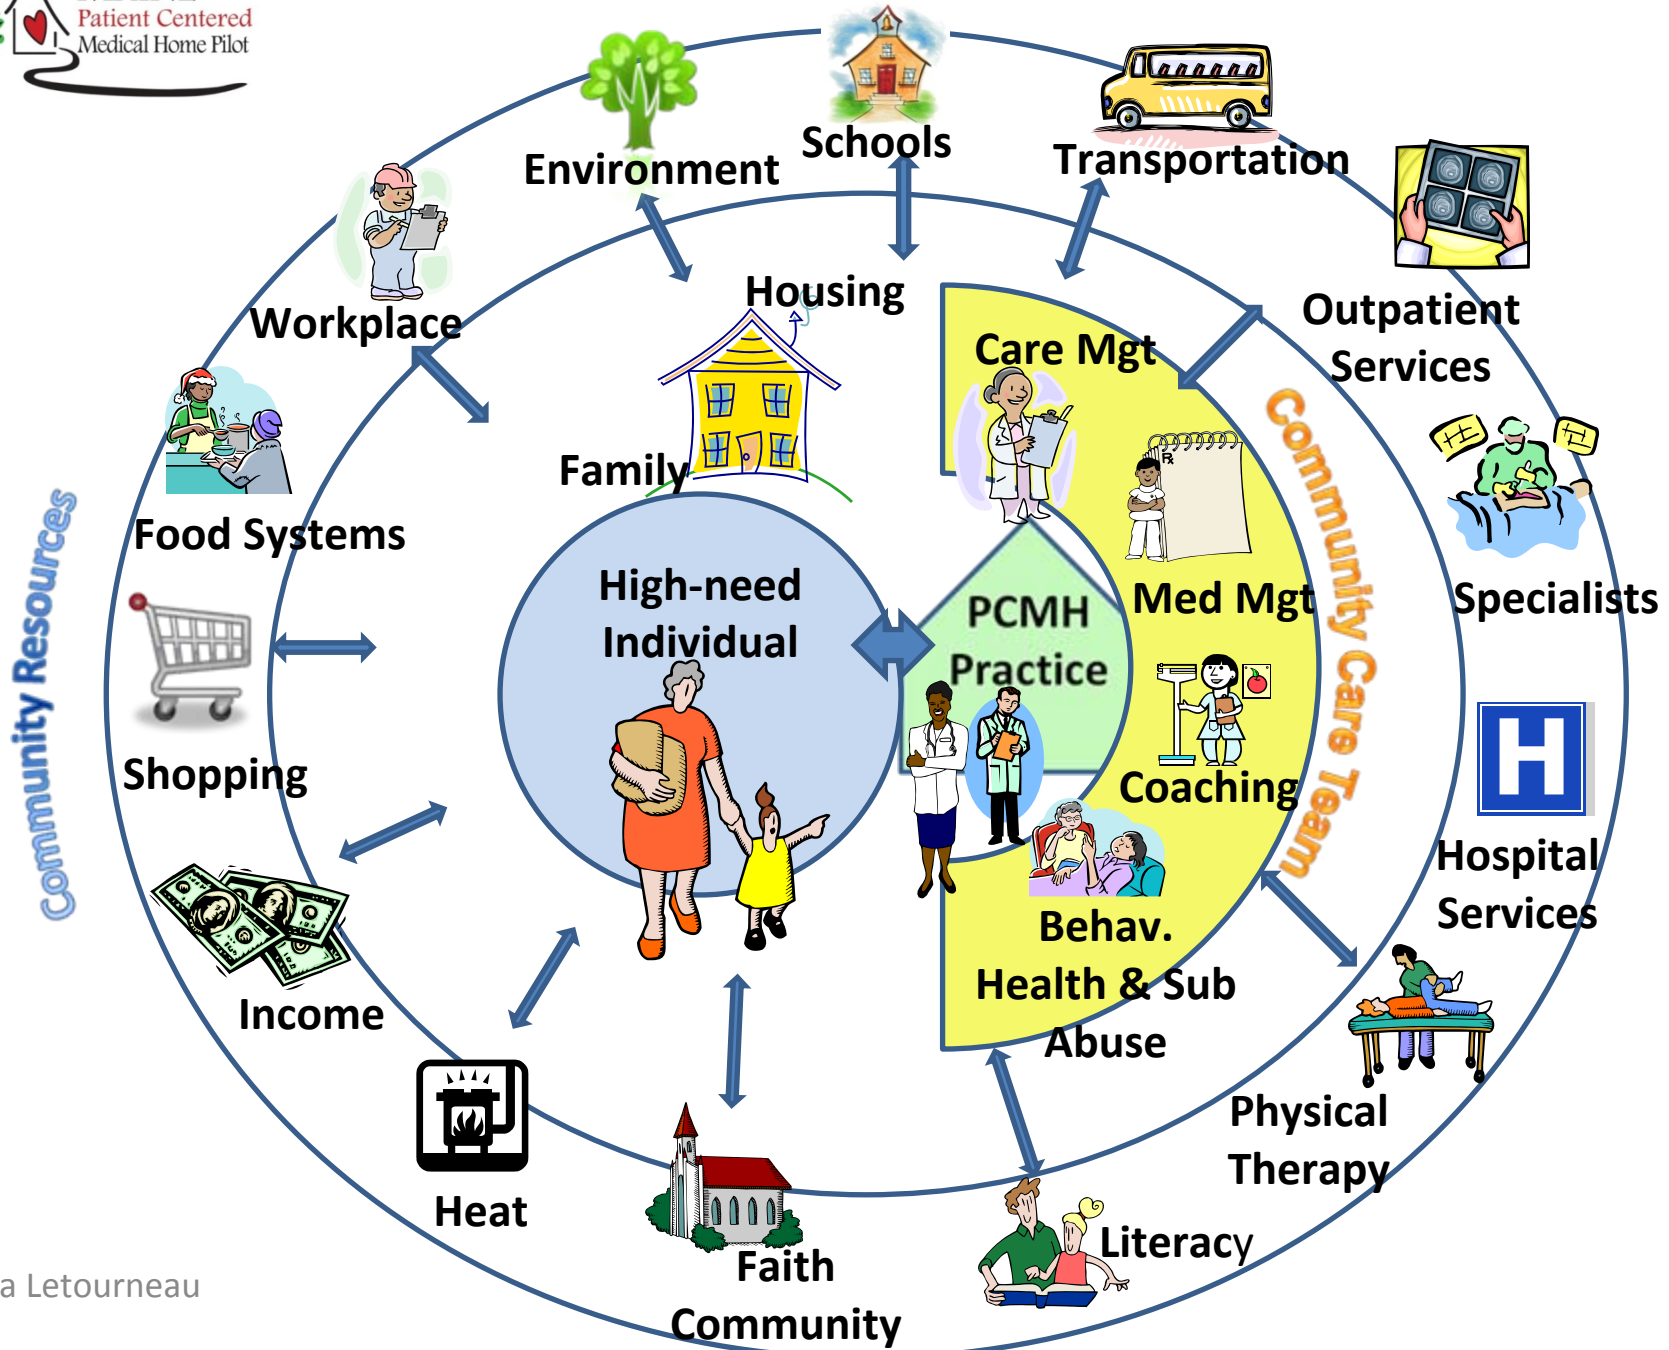 Patient Centered
Medical Home Pilot
Schools
Environment
Transportation
Workplace
Outpatient
Services
Housing
Care Mgt
Family
Food Systems
High-need
Individual
PCMH
Practice
Med Mgt
Specialists
Community Resources
Community Care Team
Shopping
Coaching
H
Hospital
Services
Behav.
Health & Sub
Abuse
Income
Physical
Therapy
Heat
Literacy
Faith
Community
a Letourneau